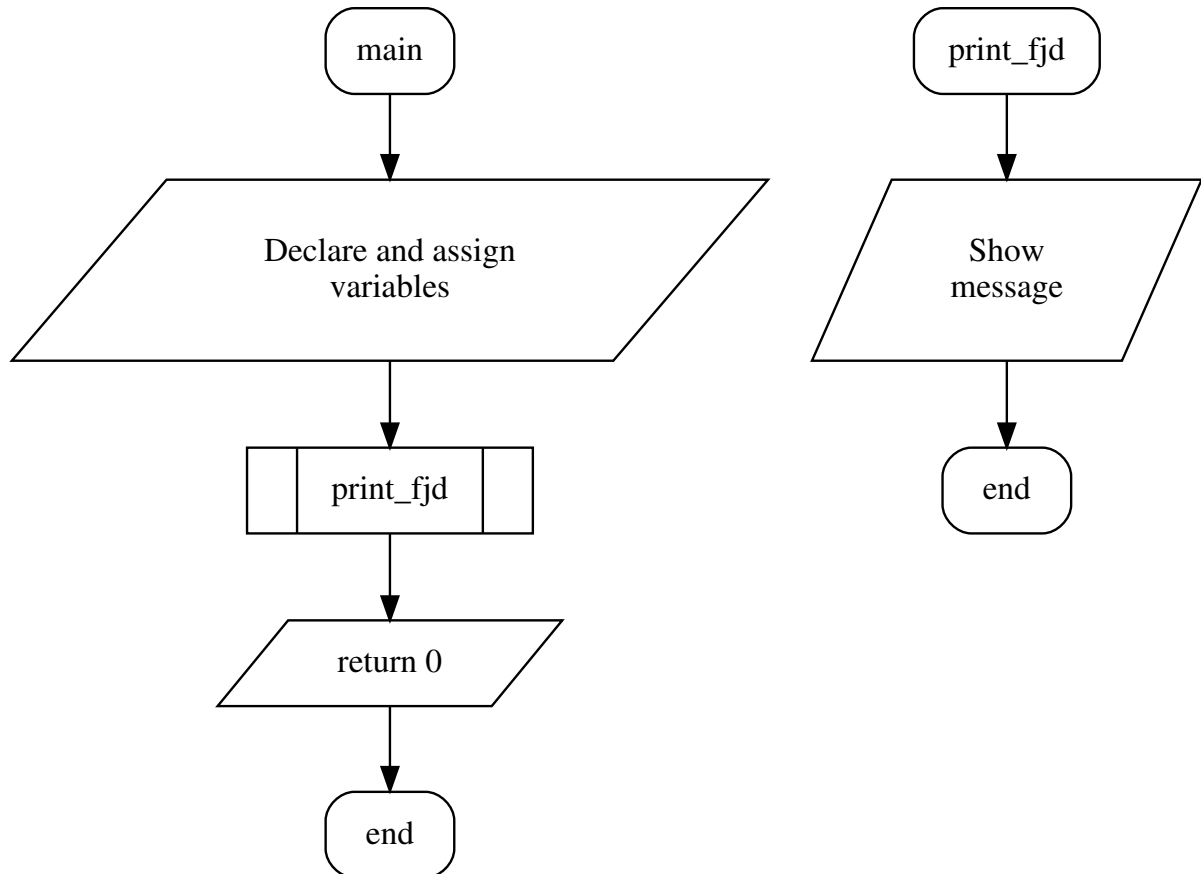 main
Declare and assign
variables
print_fjd
return 0
end
print_fjd
Show
message
end